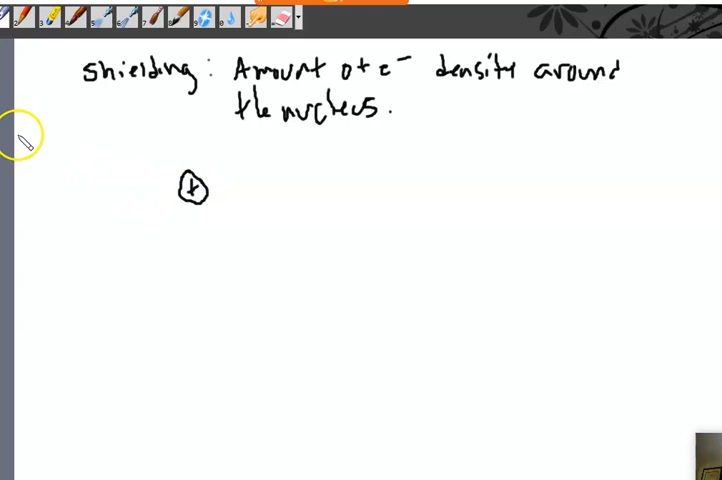 shielding: Amount of e⁻ density around
the nucleus.
+